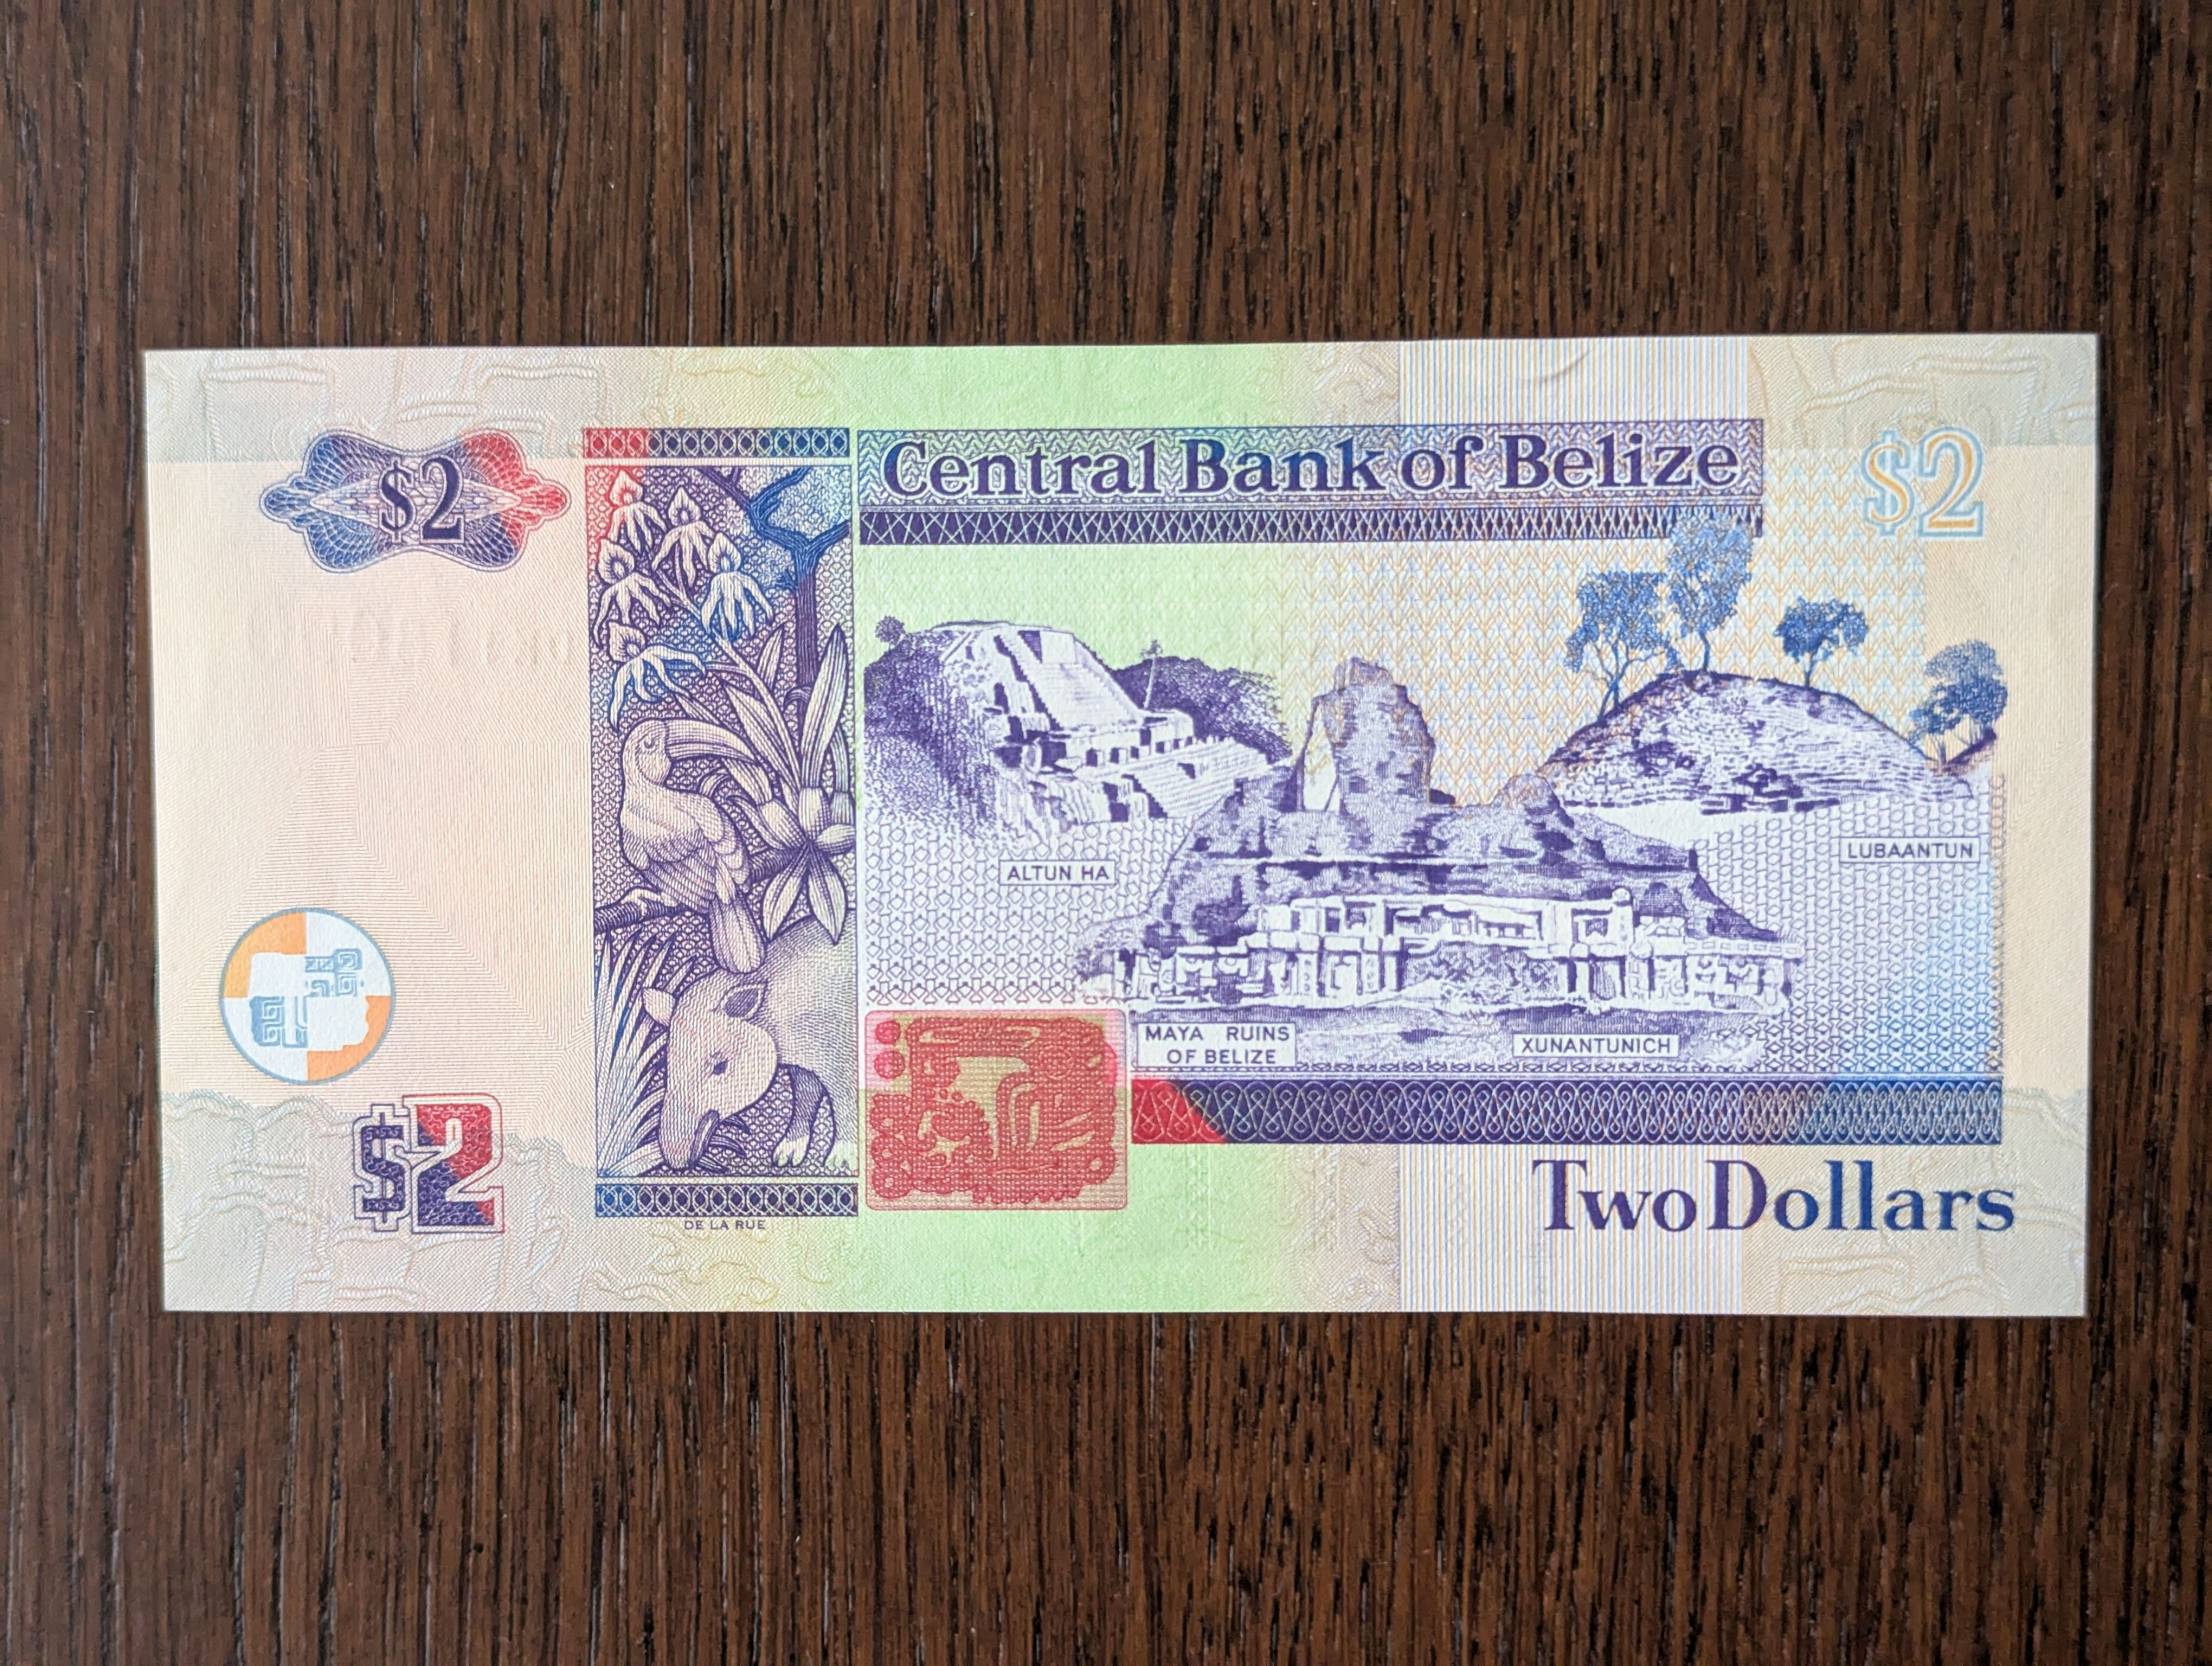 $2
Central Bank of Belize
$2
ALTUN HA
LUBAANTUN
MAYA RUINS
OF BELIZE
XUNANTUNICH
$2
Two Dollars
DE LA RUE